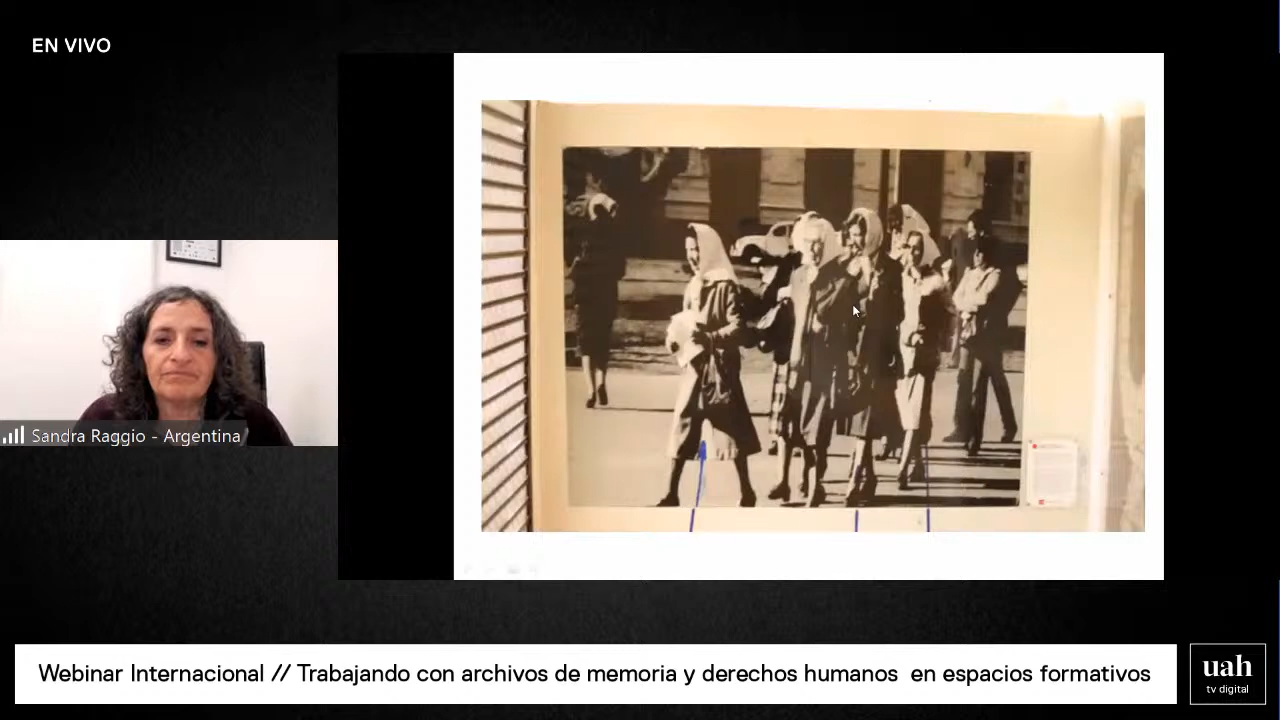 EN VIVO
Sandra Raggio - Argentina
Webinar Internacional // Trabajando con archivos de memoria y derechos humanos en espacios formativos
uah
tv digital